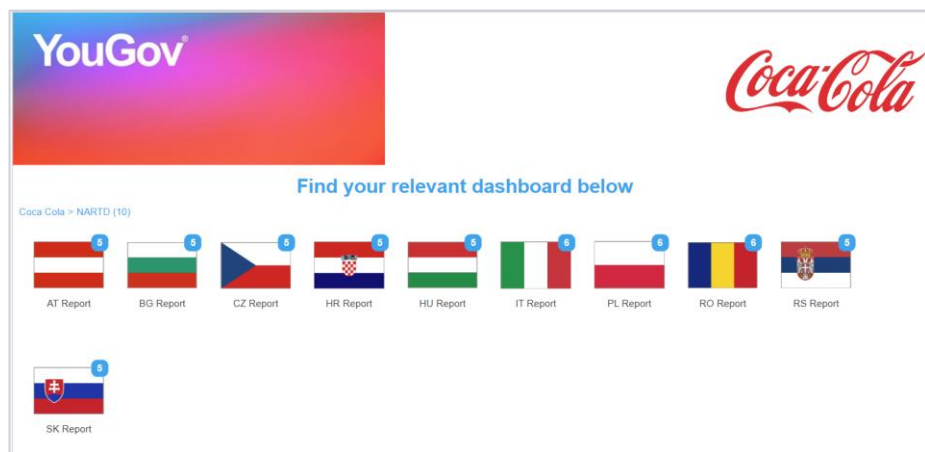 YouGov®
Coca-Cola
Find your relevant dashboard below
Coca Cola > NARTD (10)
5 5 5 5 5 6 6 6 5
AT Report BG Report CZ Report HR Report HU Report IT Report PL Report RO Report RS Report
5
SK Report